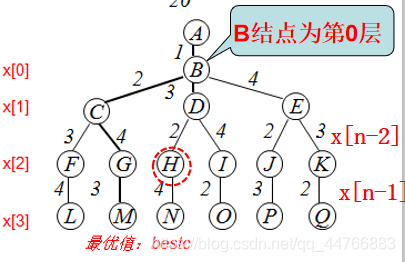 20
A
1
B结点为第0层
x[0]
B
2
3
4
x[1]
C
D
E
3
4
2
4
2
3
x[n-2]
x[2]
F
G
H
I
J
K
4
3
4
2
3
2
x[n-1]
x[3]
L
M
N
O
P
Q
最优值：bestc
blog.csdn.net/qq_44766883